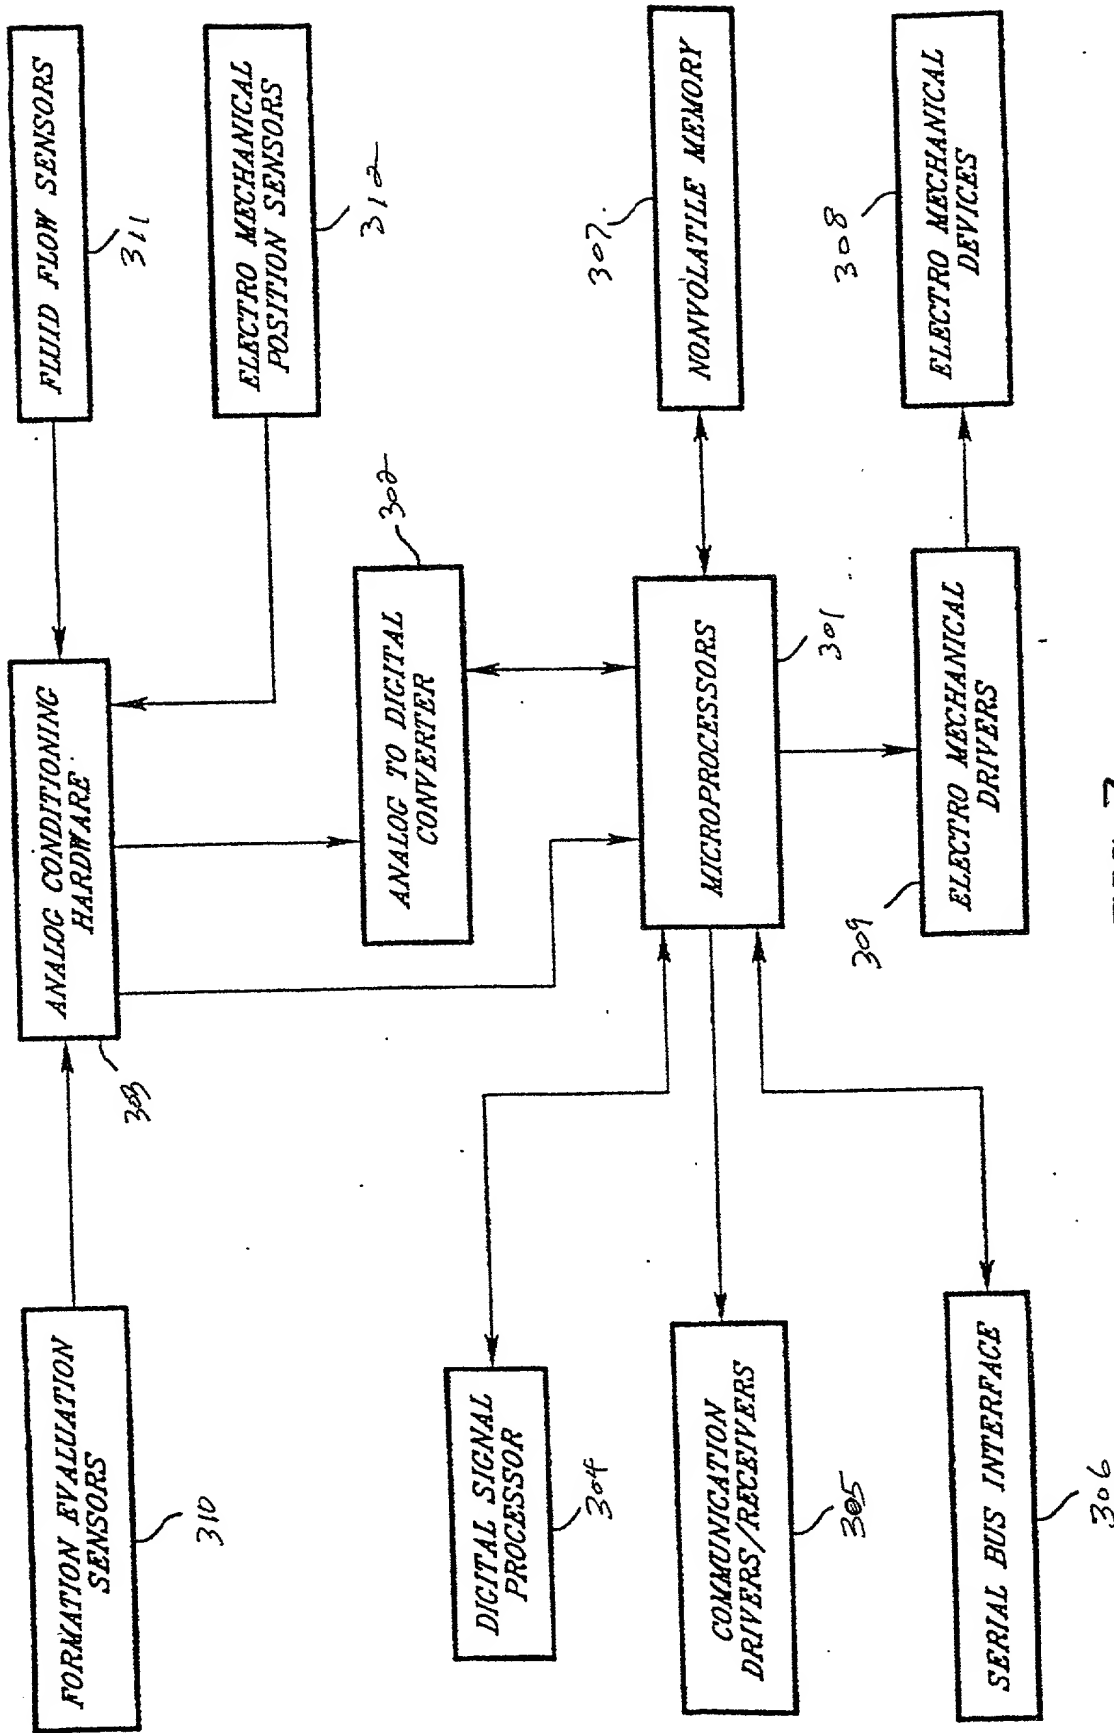 FORMATION EVALUATION
SENSORS
310
ANALOG CONDITIONING
HARDWARE
303
FLUID FLOW SENSORS
311
ELECTRO MECHANICAL
POSITION SENSORS
312
ANALOG TO DIGITAL
CONVERTER
302
DIGITAL SIGNAL
PROCESSOR
304
MICROPROCESSORS
301
NONVOLATILE MEMORY
307
COMMUNICATION
DRIVERS/RECEIVERS
305
ELECTRO MECHANICAL
DRIVERS
309
ELECTRO MECHANICAL
DEVICES
308
SERIAL BUS INTERFACE
306